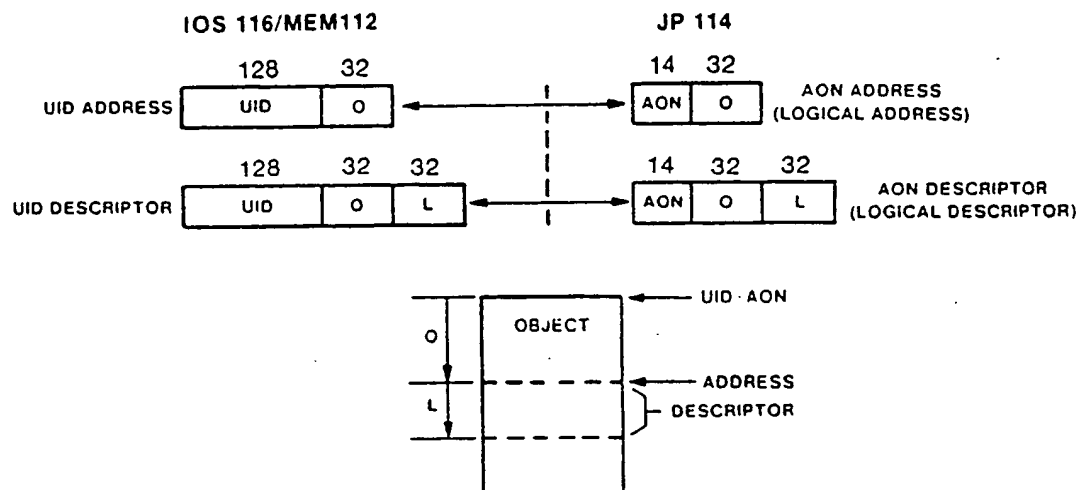 IOS 116/MEM112 JP 114
128 32 14 32
UID ADDRESS UID O AON O AON ADDRESS
(LOGICAL ADDRESS)
128 32 32 14 32 32
UID DESCRIPTOR UID O L AON O L AON DESCRIPTOR
(LOGICAL DESCRIPTOR)
UID·AON
OBJECT
O
ADDRESS
L
DESCRIPTOR